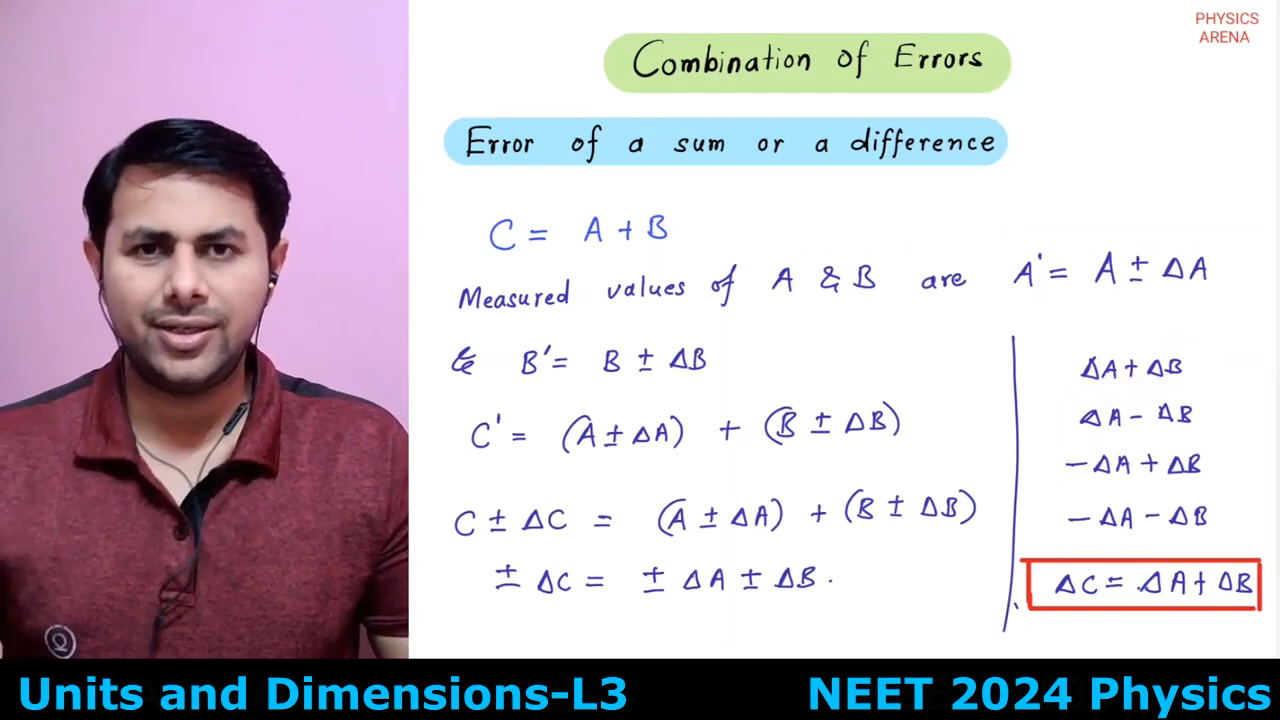 PHYSICS
ARENA
Combination of Errors
Error of a sum or a difference
C = A + B
Measured values of A & B are A' = A ± ΔA
& B' = B ± ΔB
C' = (A ± ΔA) + (B ± ΔB)
C ± ΔC = (A ± ΔA) + (B ± ΔB)
± ΔC = ± ΔA ± ΔB.
ΔA + ΔB
ΔA - ΔB
- ΔA + ΔB
- ΔA - ΔB
ΔC = ΔA + ΔB
Units and Dimensions-L3
NEET 2024 Physics